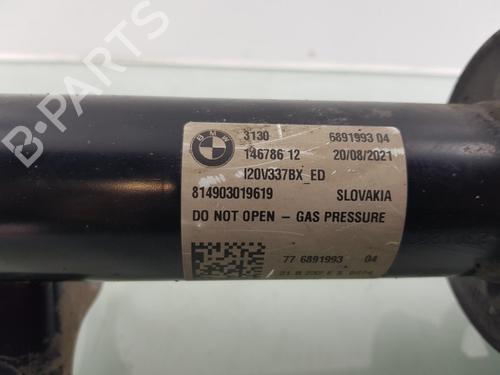 BMW
3130 6891993 04
146786 12 20/08/2021
I20V337BX_ED
814903019619 SLOVAKIA
DO NOT OPEN – GAS PRESSURE
77 6891993 04
B-PARTS